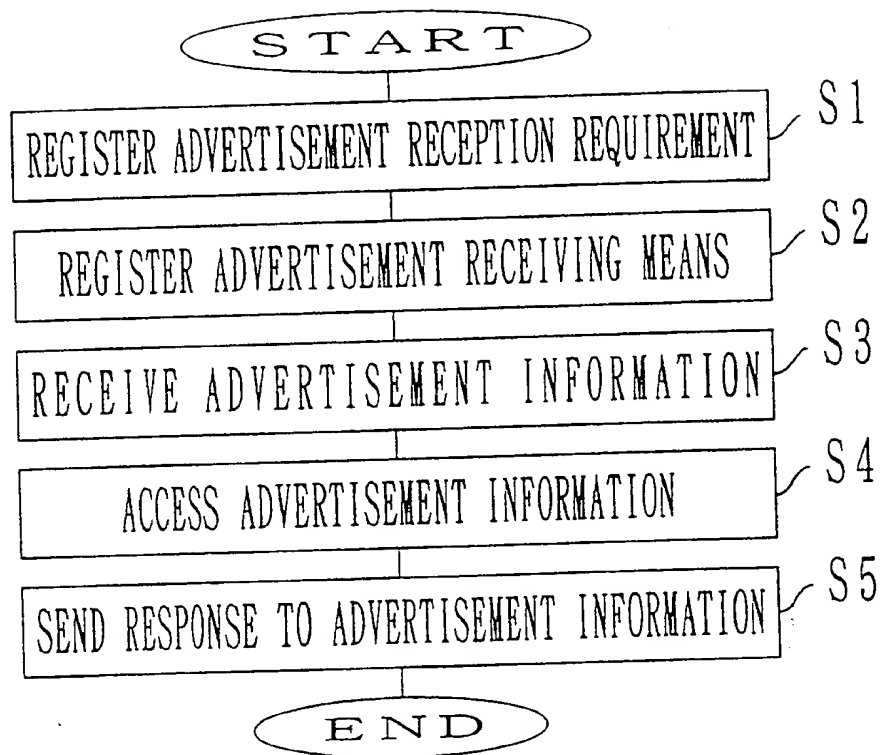 START
REGISTER ADVERTISEMENT RECEPTION REQUIREMENT S1
REGISTER ADVERTISEMENT RECEIVING MEANS S2
RECEIVE ADVERTISEMENT INFORMATION S3
ACCESS ADVERTISEMENT INFORMATION S4
SEND RESPONSE TO ADVERTISEMENT INFORMATION S5
END